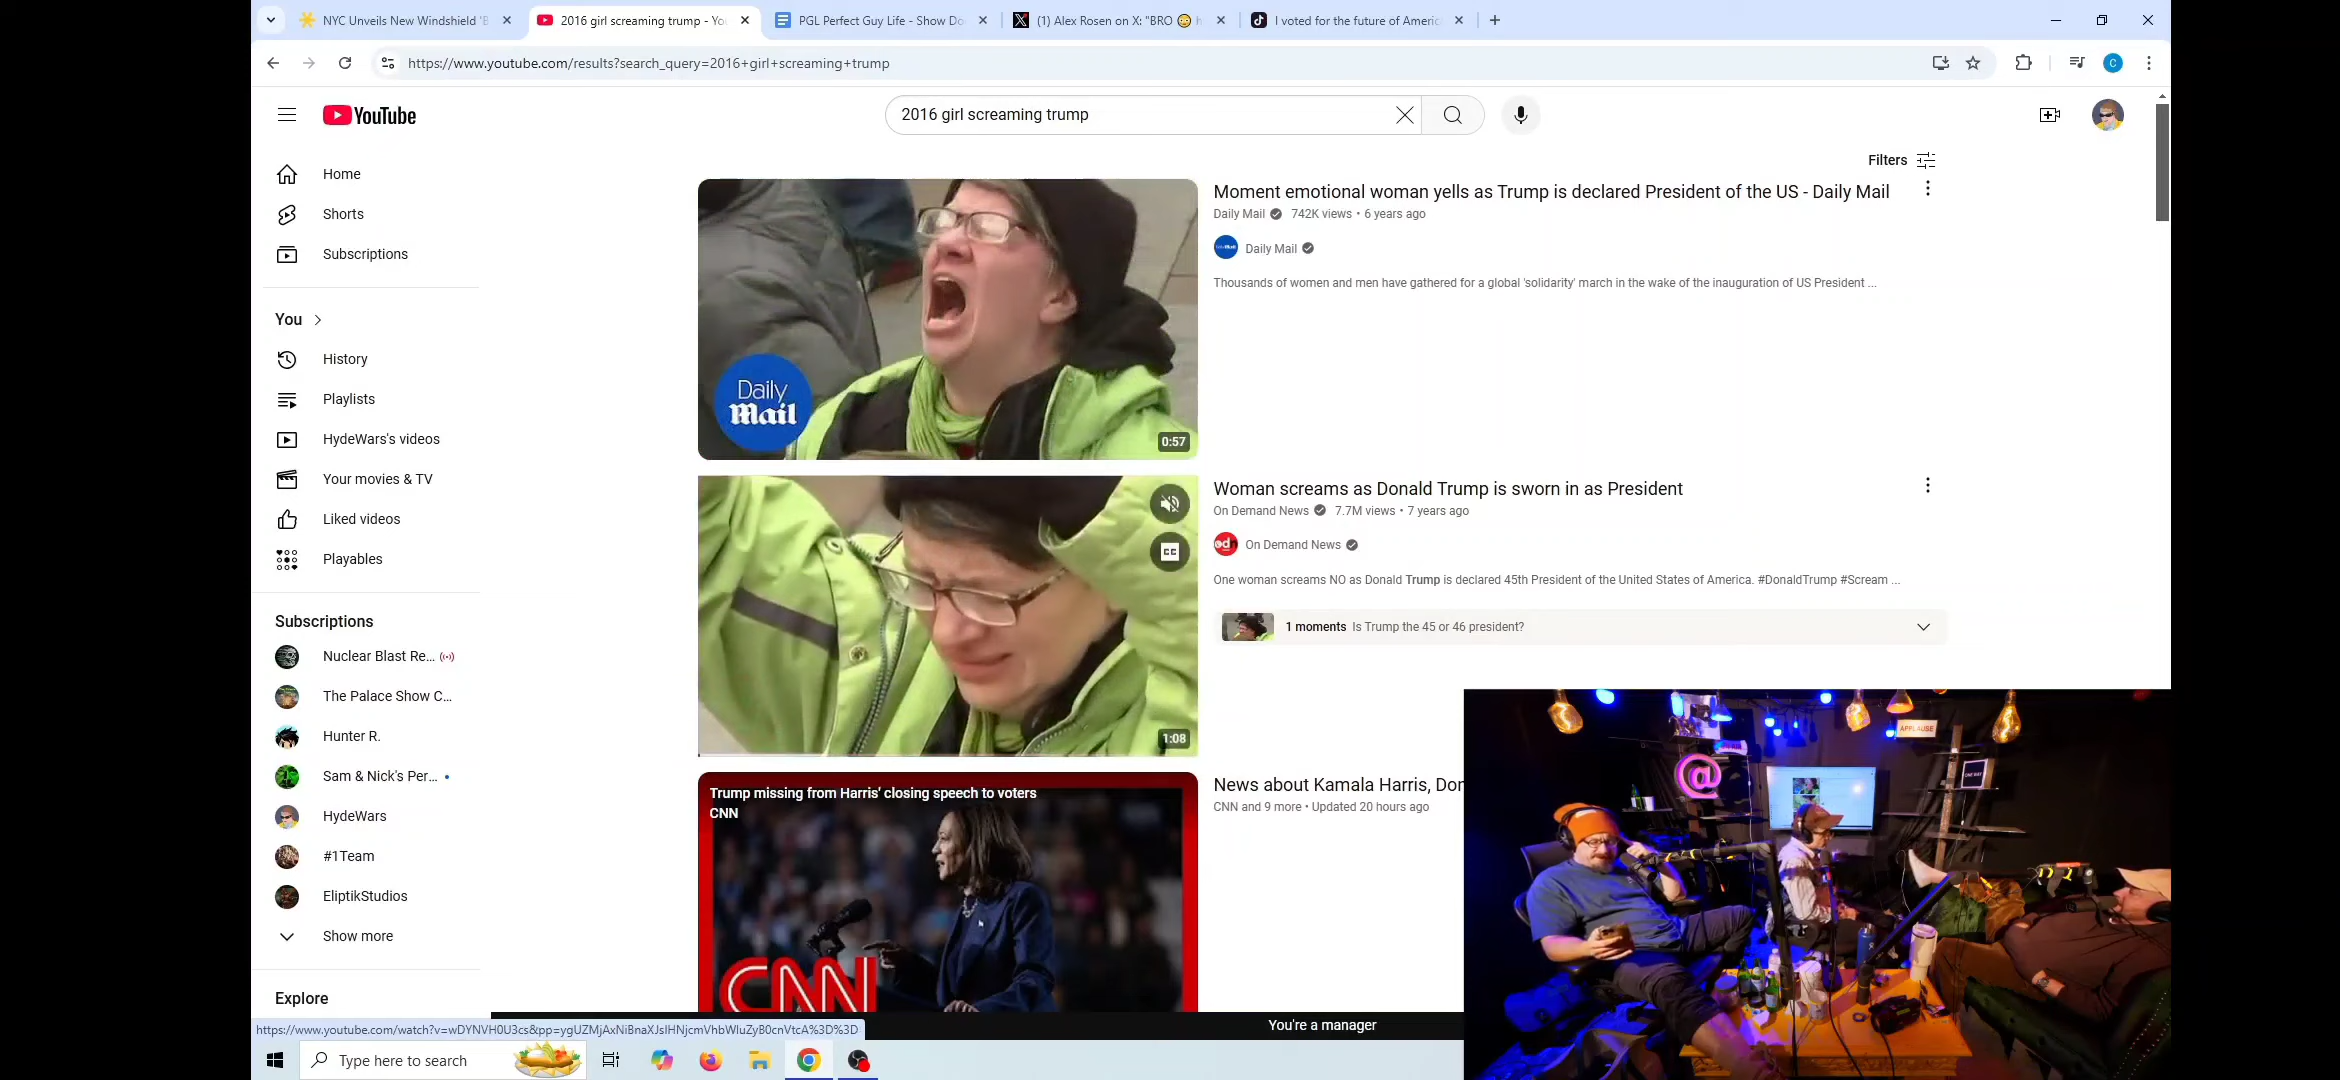 NYC Unveils New Windshield 'B
2016 girl screaming trump - Yo
PGL Perfect Guy Life - Show Do
(1) Alex Rosen on X: "BRO 😳 h
I voted for the future of Americ
https://www.youtube.com/results?search_query=2016+girl+screaming+trump
C
YouTube
2016 girl screaming trump
Filters
Home
Shorts
Subscriptions
You
History
Playlists
HydeWars's videos
Your movies & TV
Liked videos
Playables
Subscriptions
Nuclear Blast Re...
The Palace Show C...
Hunter R.
Sam & Nick's Per...
HydeWars
#1Team
EliptikStudios
Show more
Explore
Daily
Mail
0:57
Moment emotional woman yells as Trump is declared President of the US - Daily Mail
Daily Mail 742K views • 6 years ago
Daily Mail
Thousands of women and men have gathered for a global 'solidarity' march in the wake of the inauguration of US President ...
CC
1:08
Woman screams as Donald Trump is sworn in as President
On Demand News 7.7M views • 7 years ago
odn
On Demand News
One woman screams NO as Donald Trump is declared 45th President of the United States of America. #DonaldTrump #Scream ...
1 moments Is Trump the 45 or 46 president?
Trump missing from Harris' closing speech to voters
CNN
CNN
News about Kamala Harris, Don
CNN and 9 more • Updated 20 hours ago
APPLAUSE
ON AIR
@
ONE WAY
You're a manager
Type here to search